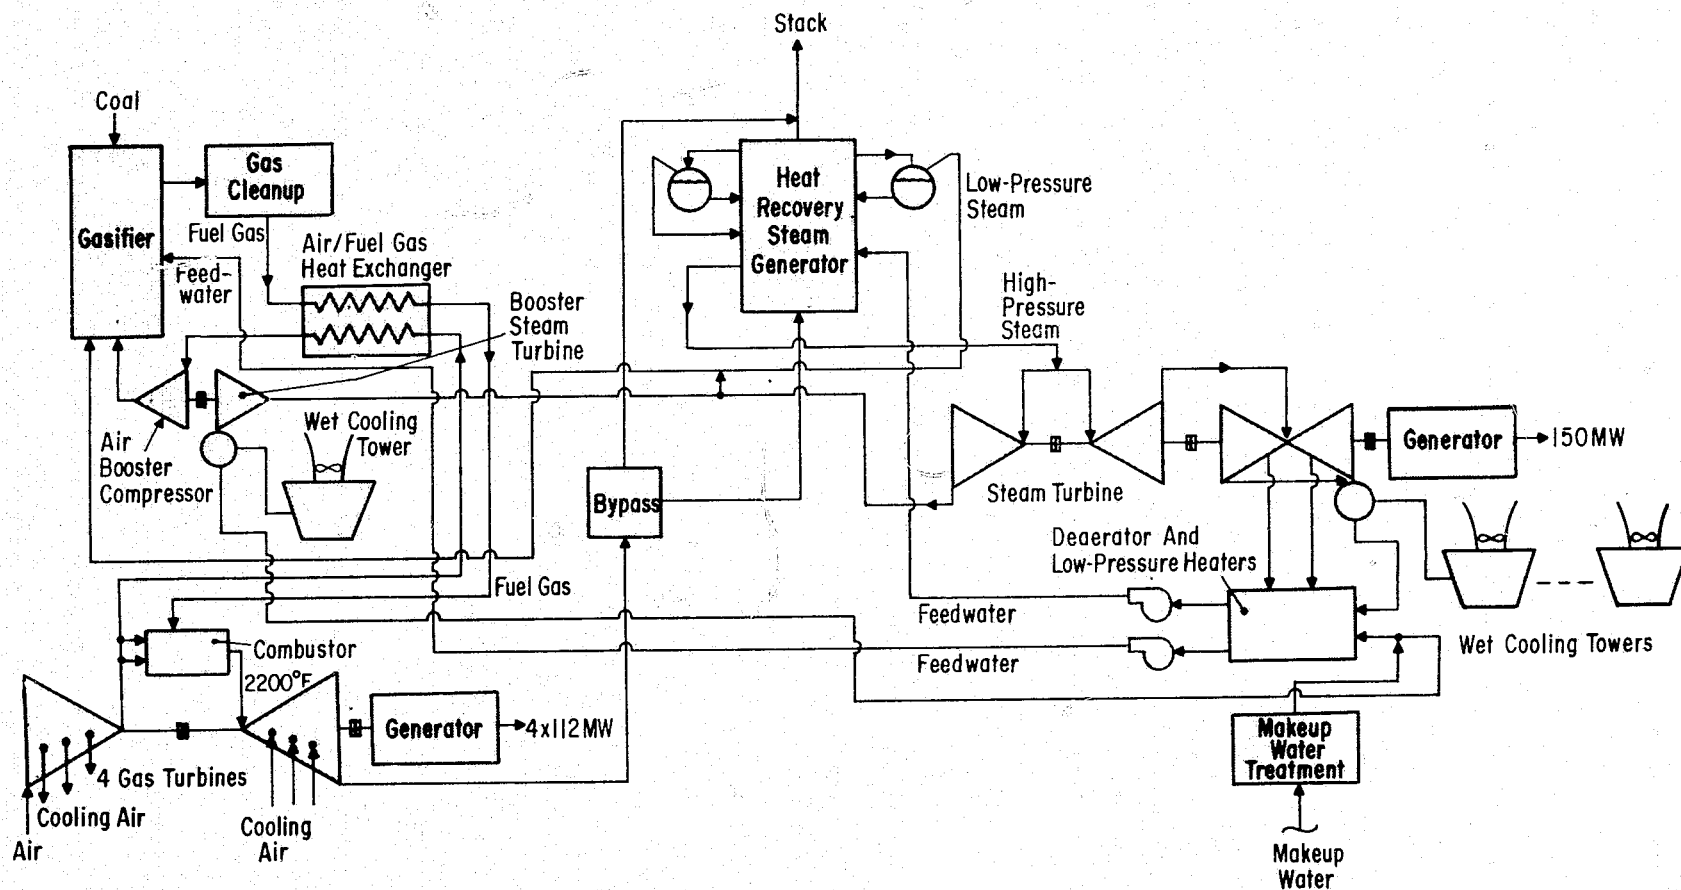 Stack
Coal
Gas
Cleanup
Gasifier
Fuel Gas
Feed-
water
Air/Fuel Gas
Heat Exchanger
Booster
Steam
Turbine
Heat
Recovery
Steam
Generator
Low-Pressure
Steam
High-
Pressure
Steam
Wet Cooling
Tower
Air
Booster
Compressor
Bypass
Steam Turbine
Generator
150MW
Deaerator And
Low-Pressure Heaters
Fuel Gas
Feedwater
Feedwater
Wet Cooling Towers
Combustor
2200°F
Generator
4x112MW
4 Gas Turbines
Cooling Air
Air
Cooling
Air
Makeup
Water
Treatment
Makeup
Water